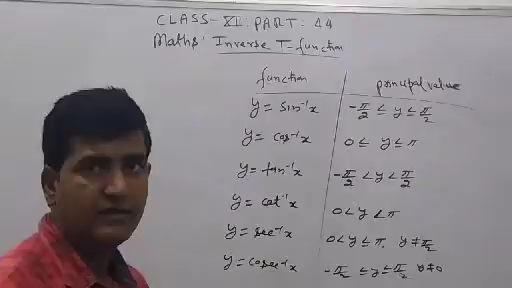 CLASS-XII: PART: 44
Maths' Inverse T-function
function principal value
y = sin⁻¹x -π/2 ≤ y ≤ π/2
y = cos⁻¹x 0 ≤ y ≤ π
y = tan⁻¹x -π/2 < y < π/2
y = cot⁻¹x 0 < y < π
y = sec⁻¹x 0 < y ≤ π, y ≠ π/2
y = cosec⁻¹x -π/2 ≤ y ≤ π/2 y ≠ 0